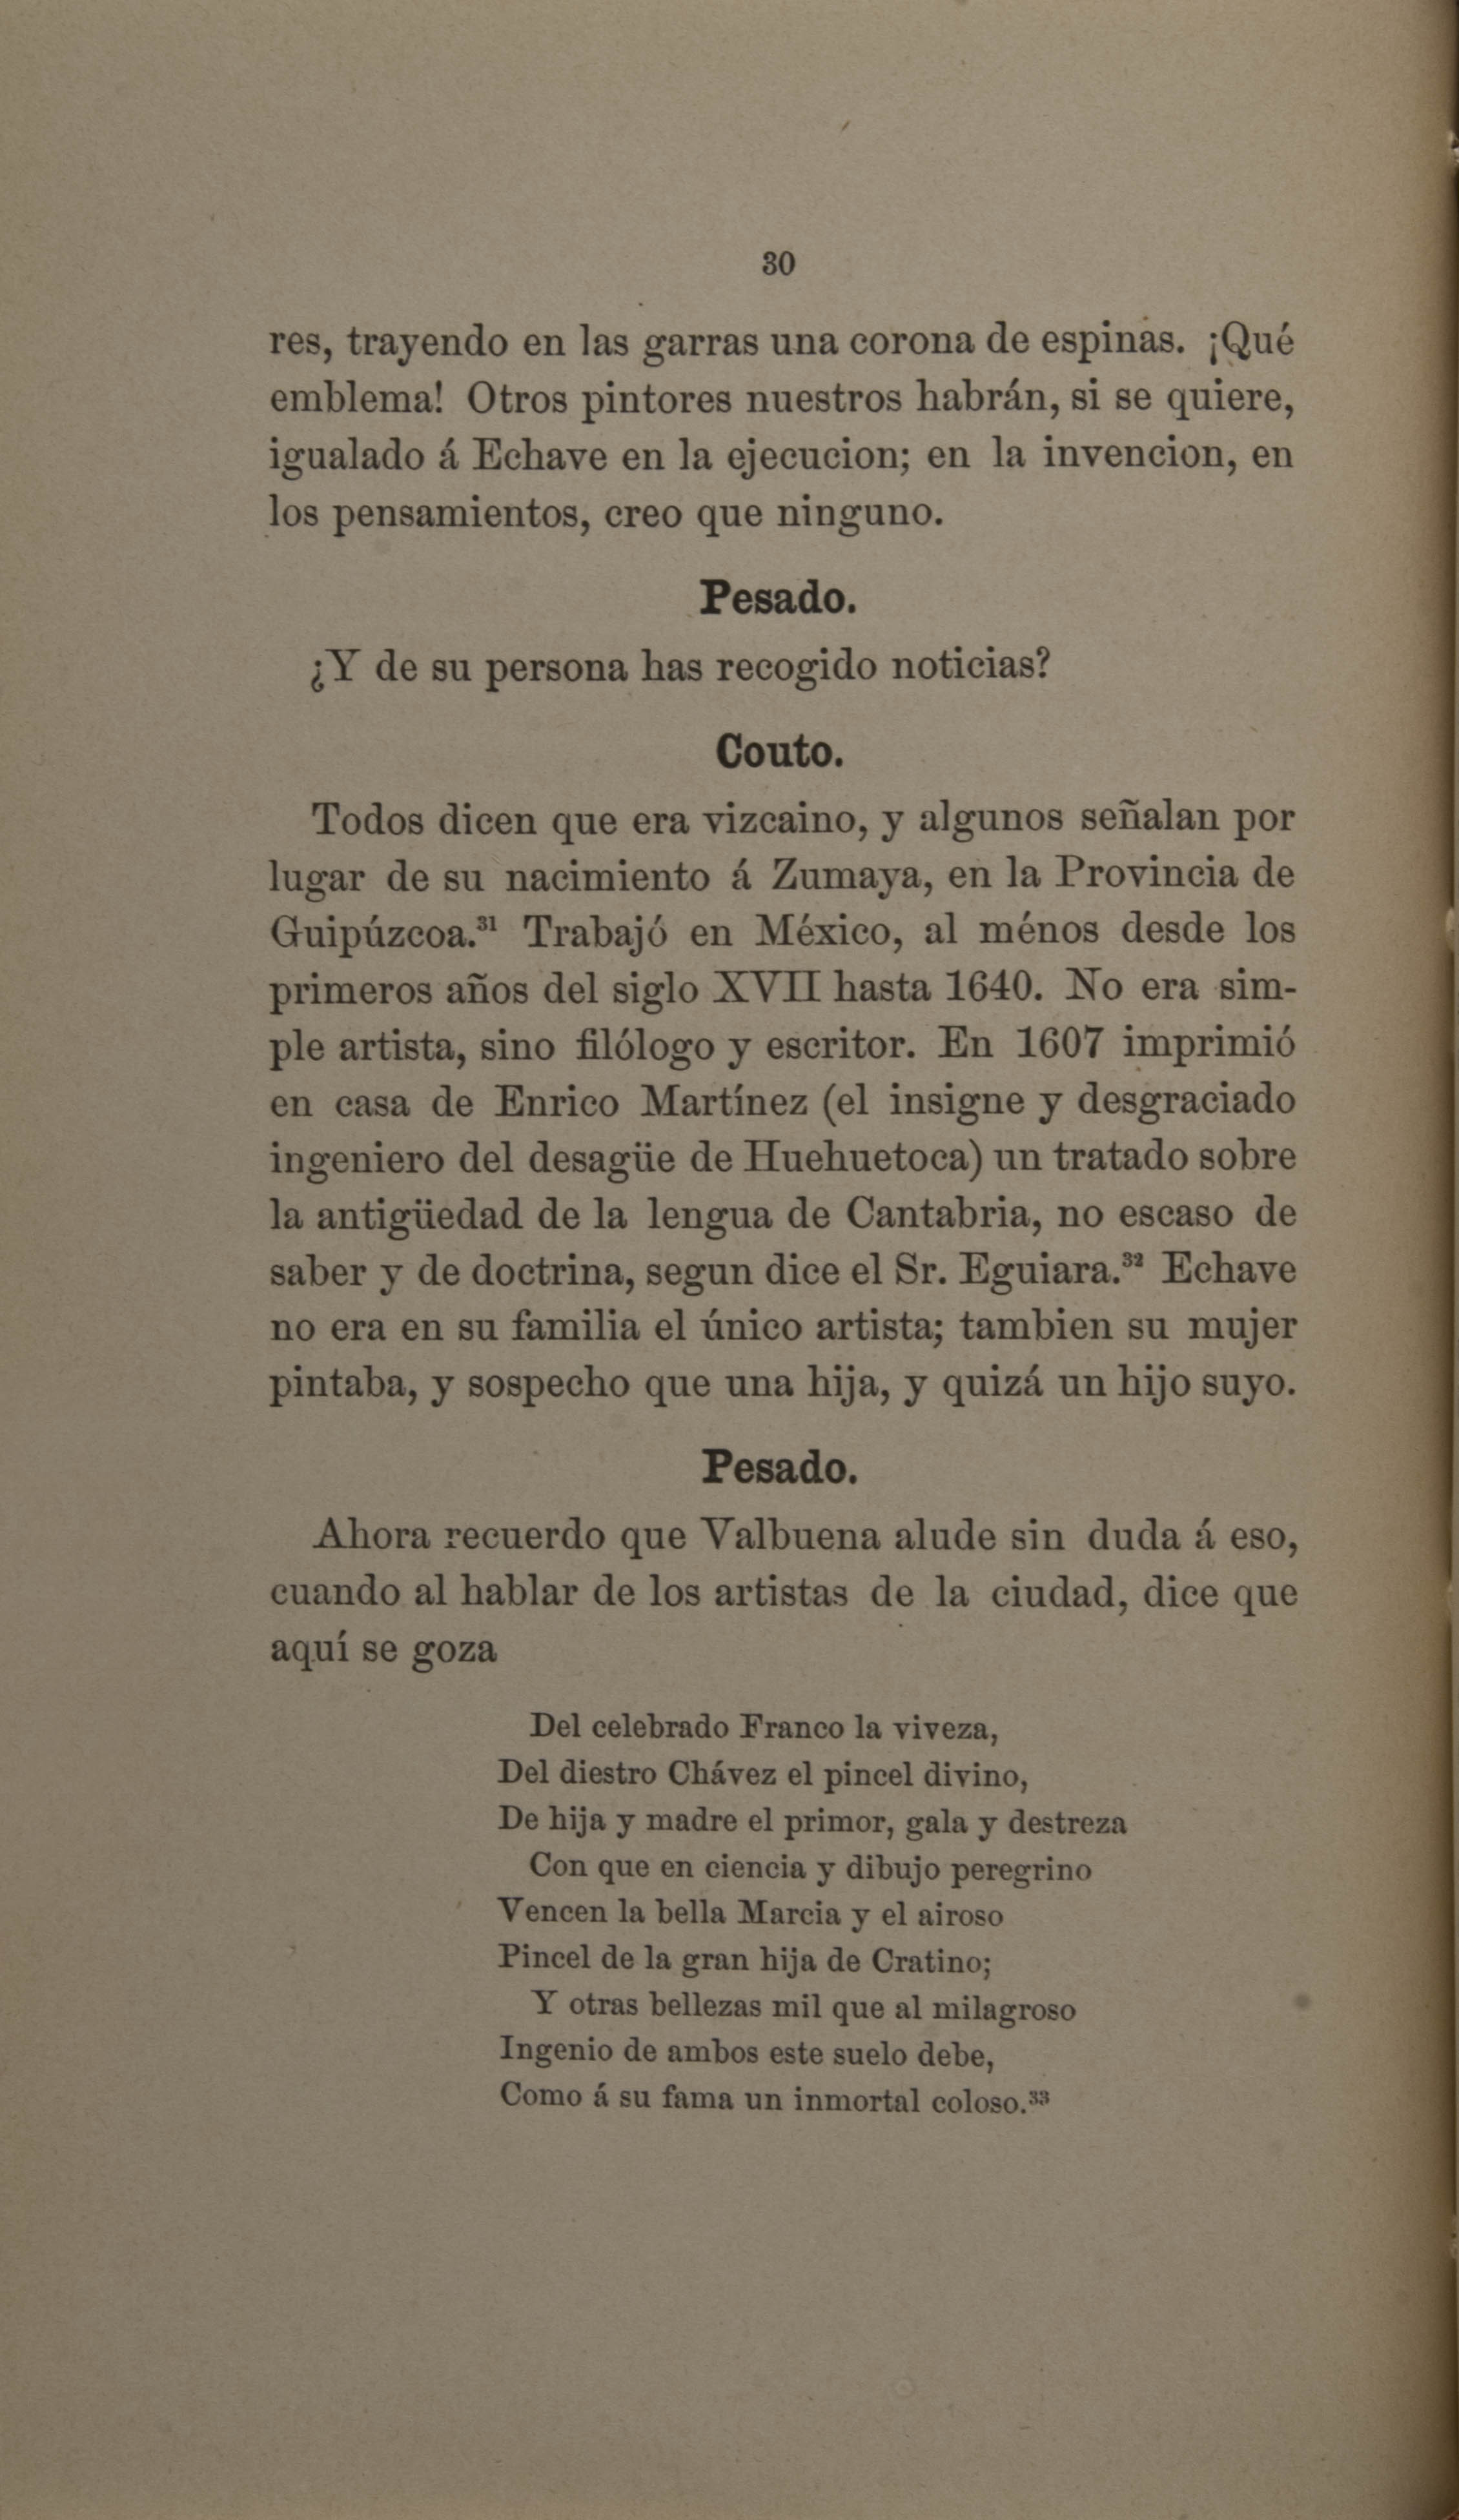 30
res, trayendo en las garras una corona de espinas. ¡Qué
emblema! Otros pintores nuestros habrán, si se quiere,
igualado á Echave en la ejecucion; en la invencion, en
los pensamientos, creo que ninguno.
Pesado.
¿Y de su persona has recogido noticias?
Couto.
Todos dicen que era vizcaino, y algunos señalan por
lugar de su nacimiento á Zumaya, en la Provincia de
Guipúzcoa.³¹ Trabajó en México, al ménos desde los
primeros años del siglo XVII hasta 1640. No era sim-
ple artista, sino filólogo y escritor. En 1607 imprimió
en casa de Enrico Martínez (el insigne y desgraciado
ingeniero del desagüe de Huehuetoca) un tratado sobre
la antigüedad de la lengua de Cantabria, no escaso de
saber y de doctrina, segun dice el Sr. Eguiara.³² Echave
no era en su familia el único artista; tambien su mujer
pintaba, y sospecho que una hija, y quizá un hijo suyo.
Pesado.
Ahora recuerdo que Valbuena alude sin duda á eso,
cuando al hablar de los artistas de la ciudad, dice que
aquí se goza
Del celebrado Franco la viveza,
Del diestro Chávez el pincel divino,
De hija y madre el primor, gala y destreza
Con que en ciencia y dibujo peregrino
Vencen la bella Marcia y el airoso
Pincel de la gran hija de Cratino;
Y otras bellezas mil que al milagroso
Ingenio de ambos este suelo debe,
Como á su fama un inmortal coloso.³³